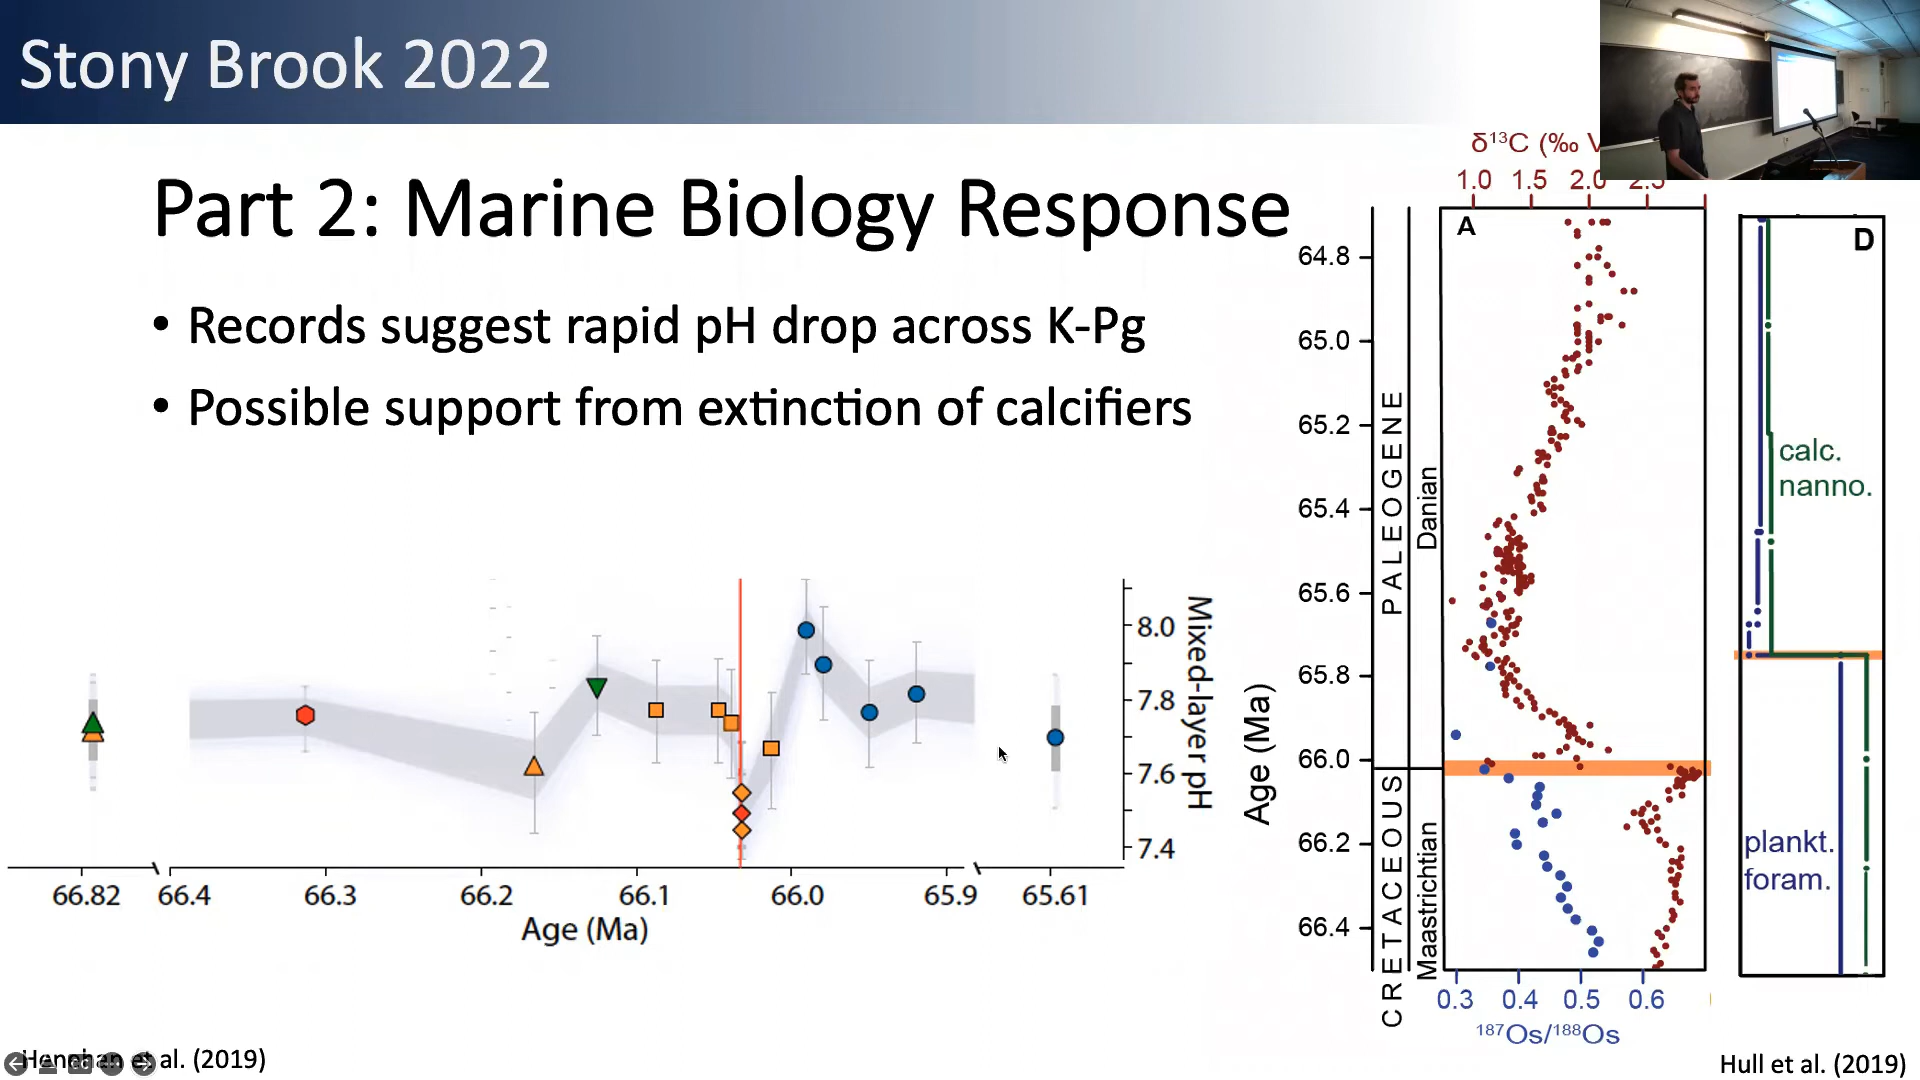 Stony Brook 2022
Part 2: Marine Biology Response
• Records suggest rapid pH drop across K-Pg
• Possible support from extinction of calcifiers
8.0
7.8
7.6
7.4
Mixed-layer pH
66.82 66.4 66.3 66.2 66.1 66.0 65.9 65.61
Age (Ma)
δ¹³C (‰
1.0 1.5 2.0 2.5
A
64.8
65.0
65.2
65.4
65.6
65.8
66.0
66.2
66.4
Age (Ma)
PALEOGENE
CRETACEOUS
Danian
Maastrichtian
0.3 0.4 0.5 0.6
¹⁸⁷Os/¹⁸⁸Os
D
calc.
nanno.
plankt.
foram.
et al. (2019)
Hull et al. (2019)